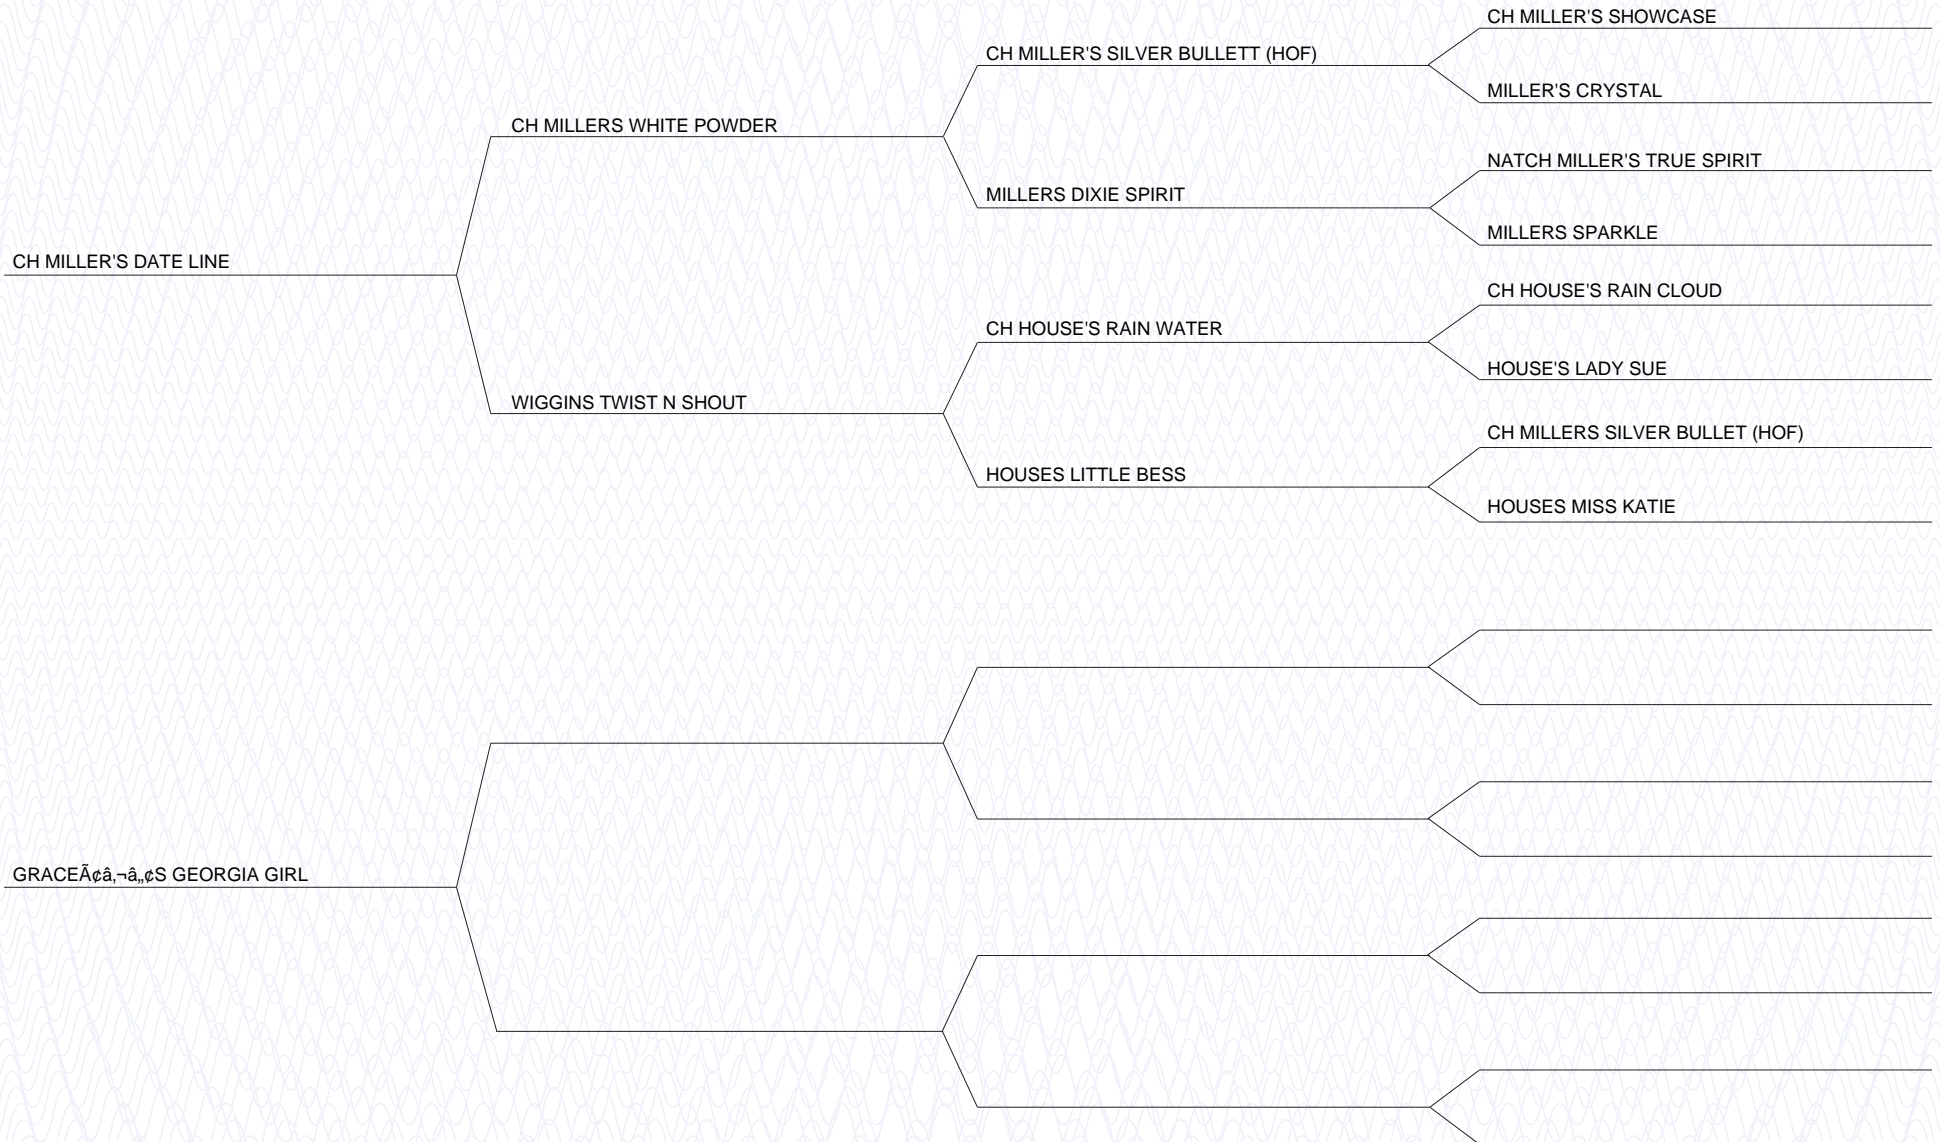 CH MILLER'S SHOWCASE
CH MILLER'S SILVER BULLETT (HOF)
MILLER'S CRYSTAL
CH MILLERS WHITE POWDER
NATCH MILLER'S TRUE SPIRIT
MILLERS DIXIE SPIRIT
MILLERS SPARKLE
CH MILLER'S DATE LINE
CH HOUSE'S RAIN CLOUD
CH HOUSE'S RAIN WATER
HOUSE'S LADY SUE
WIGGINS TWIST N SHOUT
CH MILLERS SILVER BULLET (HOF)
HOUSES LITTLE BESS
HOUSES MISS KATIE
GRACEÃ¢â‚¬â„¢S GEORGIA GIRL